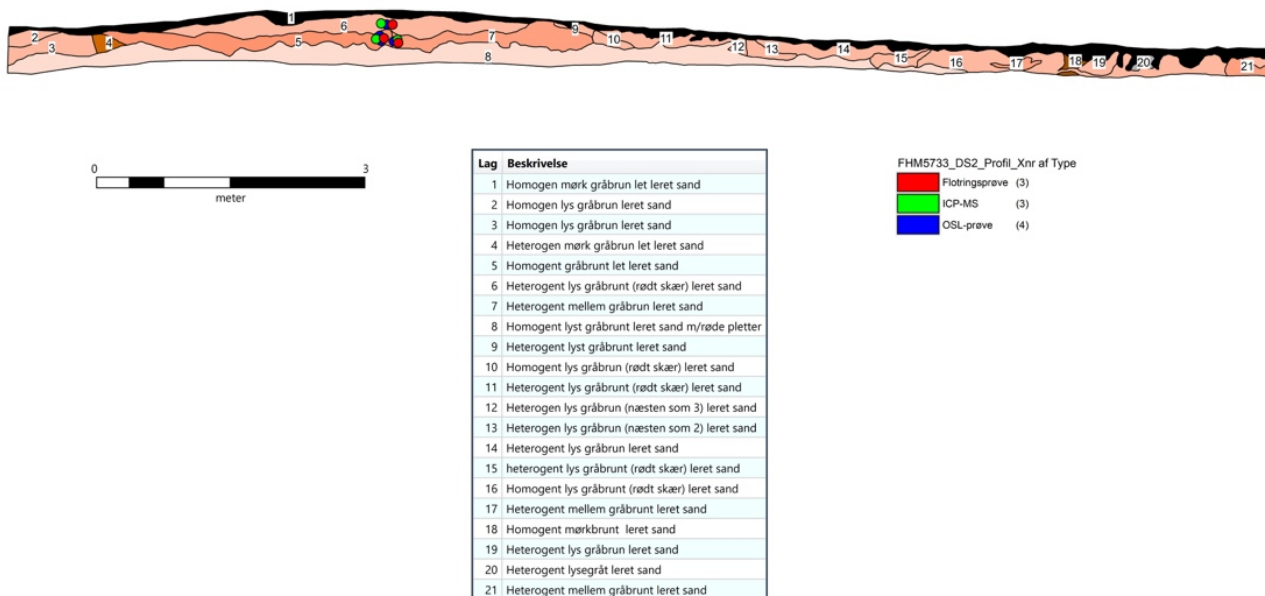 1
2
3
4
5
6
7
8
9
10
11
12
13
14
15
16
17
18
19
20
21
0 3
meter
Lag Beskrivelse
1 Homogen mørk gråbrun let leret sand
2 Homogen lys gråbrun leret sand
3 Homogen lys gråbrun leret sand
4 Heterogen mørk gråbrun let leret sand
5 Homogent gråbrunt let leret sand
6 Heterogent lys gråbrunt (rødt skær) leret sand
7 Heterogent mellem gråbrun leret sand
8 Homogent lyst gråbrunt leret sand m/røde pletter
9 Heterogent lyst gråbrunt leret sand
10 Homogent lys gråbrun (rødt skær) leret sand
11 Heterogent lys gråbrunt (rødt skær) leret sand
12 Heterogen lys gråbrun (næsten som 3) leret sand
13 Heterogen lys gråbrun (næsten som 2) leret sand
14 Heterogent lys gråbrun leret sand
15 heterogent lys gråbrunt (rødt skær) leret sand
16 Homogent lys gråbrunt (rødt skær) leret sand
17 Heterogent mellem gråbrunt leret sand
18 Homogent mørkbrunt leret sand
19 Heterogent lys gråbrun leret sand
20 Heterogent lysegråt leret sand
21 Heterogent mellem gråbrunt leret sand
FHM5733_DS2_Profil_Xnr af Type
Flotringsprøve (3)
ICP-MS (3)
OSL-prøve (4)